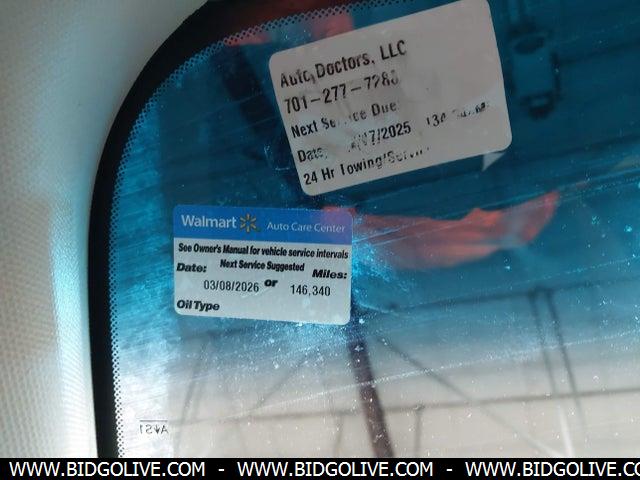 Auto Doctors, LLC
701-277-7283
Next Service Due
Date: /2025
24 Hr Towing/
Walmart Auto Care Center
See Owner's Manual for vehicle service intervals
Next Service Suggested
Date: Miles:
03/08/2026 or 146,340
Oil Type
WWW.BIDGOLIVE.COM - WWW.BIDGOLIVE.COM - WWW.BIDGOLIVE.CO